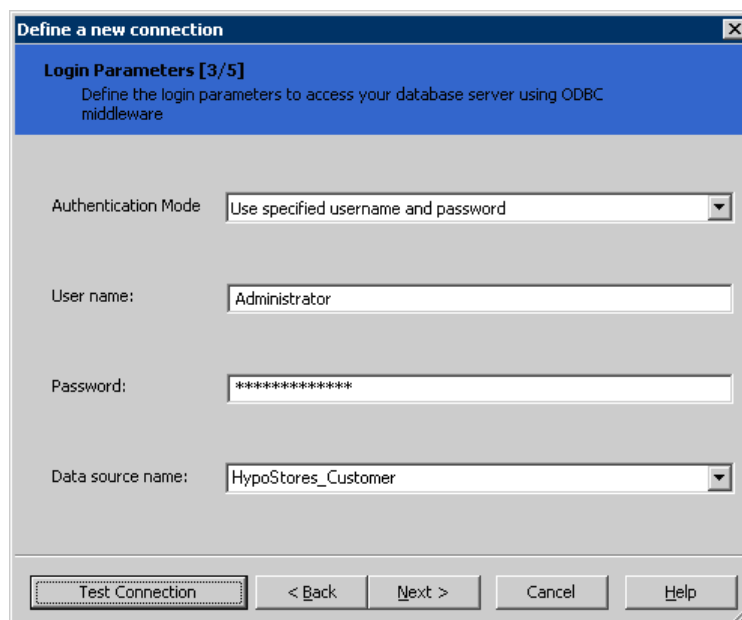 Define a new connection
Login Parameters [3/5]
Define the login parameters to access your database server using ODBC
middleware
Authentication Mode
Use specified username and password
User name:
Administrator
Password:
*************
Data source name:
HypoStores_Customer
Test Connection
< Back
Next >
Cancel
Help